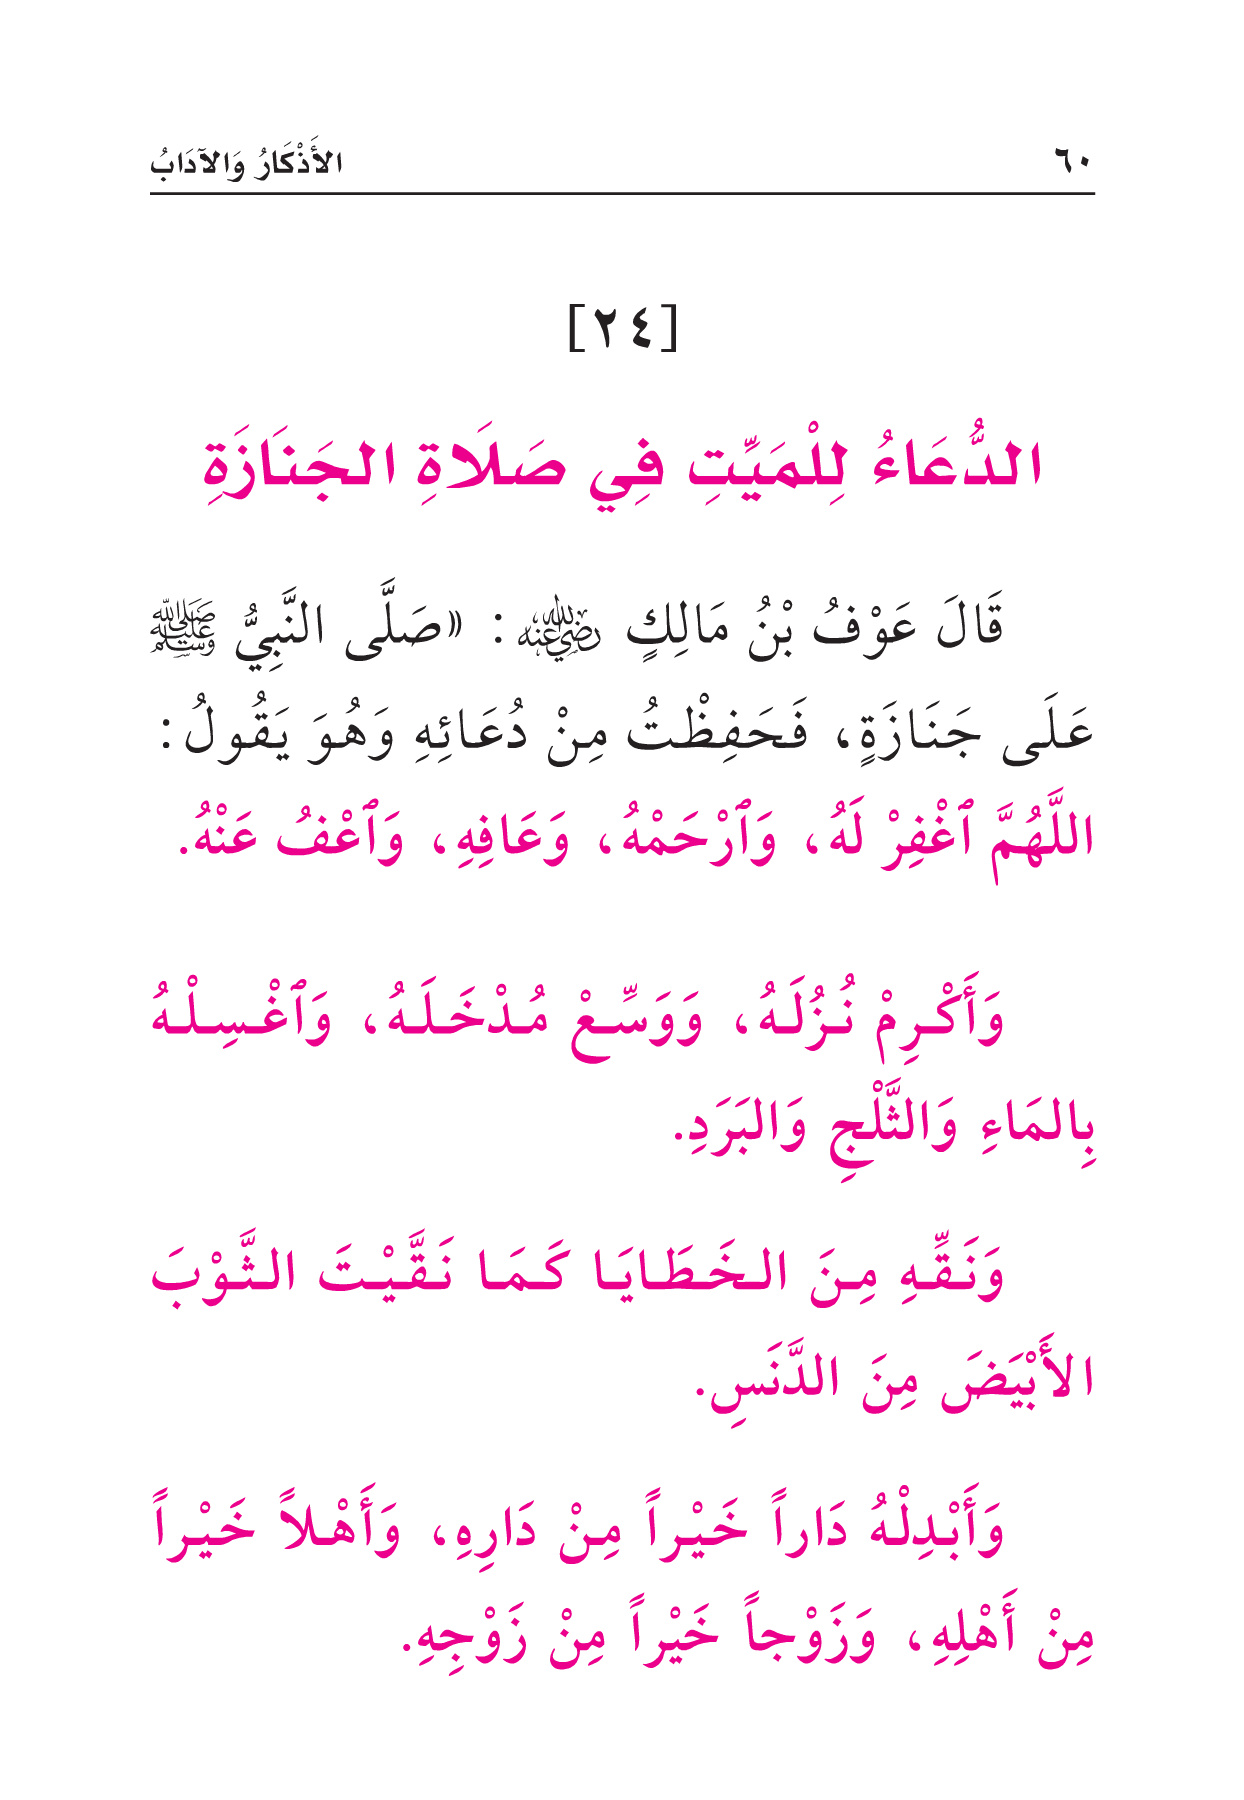 ٦٠ الأَذْكَارُ وَالآدَابُ
[٢٤]
الدُّعَاءُ لِلْمَيِّتِ فِي صَلَاةِ الجَنَازَةِ
قَالَ عَوْفُ بْنُ مَالِكٍ رضي الله عنه: «صَلَّى النَّبِيُّ ﷺ
عَلَى جَنَازَةٍ، فَحَفِظْتُ مِنْ دُعَائِهِ وَهُوَ يَقُولُ:
اللَّهُمَّ ٱغْفِرْ لَهُ، وَٱرْحَمْهُ، وَعَافِهِ، وَٱعْفُ عَنْهُ.
وَأَكْرِمْ نُزُلَهُ، وَوَسِّعْ مُدْخَلَهُ، وَٱغْسِلْهُ
بِالمَاءِ وَالثَّلْجِ وَالبَرَدِ.
وَنَقِّهِ مِنَ الخَطَايَا كَمَا نَقَّيْتَ الثَّوْبَ
الأَبْيَضَ مِنَ الدَّنَسِ.
وَأَبْدِلْهُ دَاراً خَيْراً مِنْ دَارِهِ، وَأَهْلاً خَيْراً
مِنْ أَهْلِهِ، وَزَوْجاً خَيْراً مِنْ زَوْجِهِ.